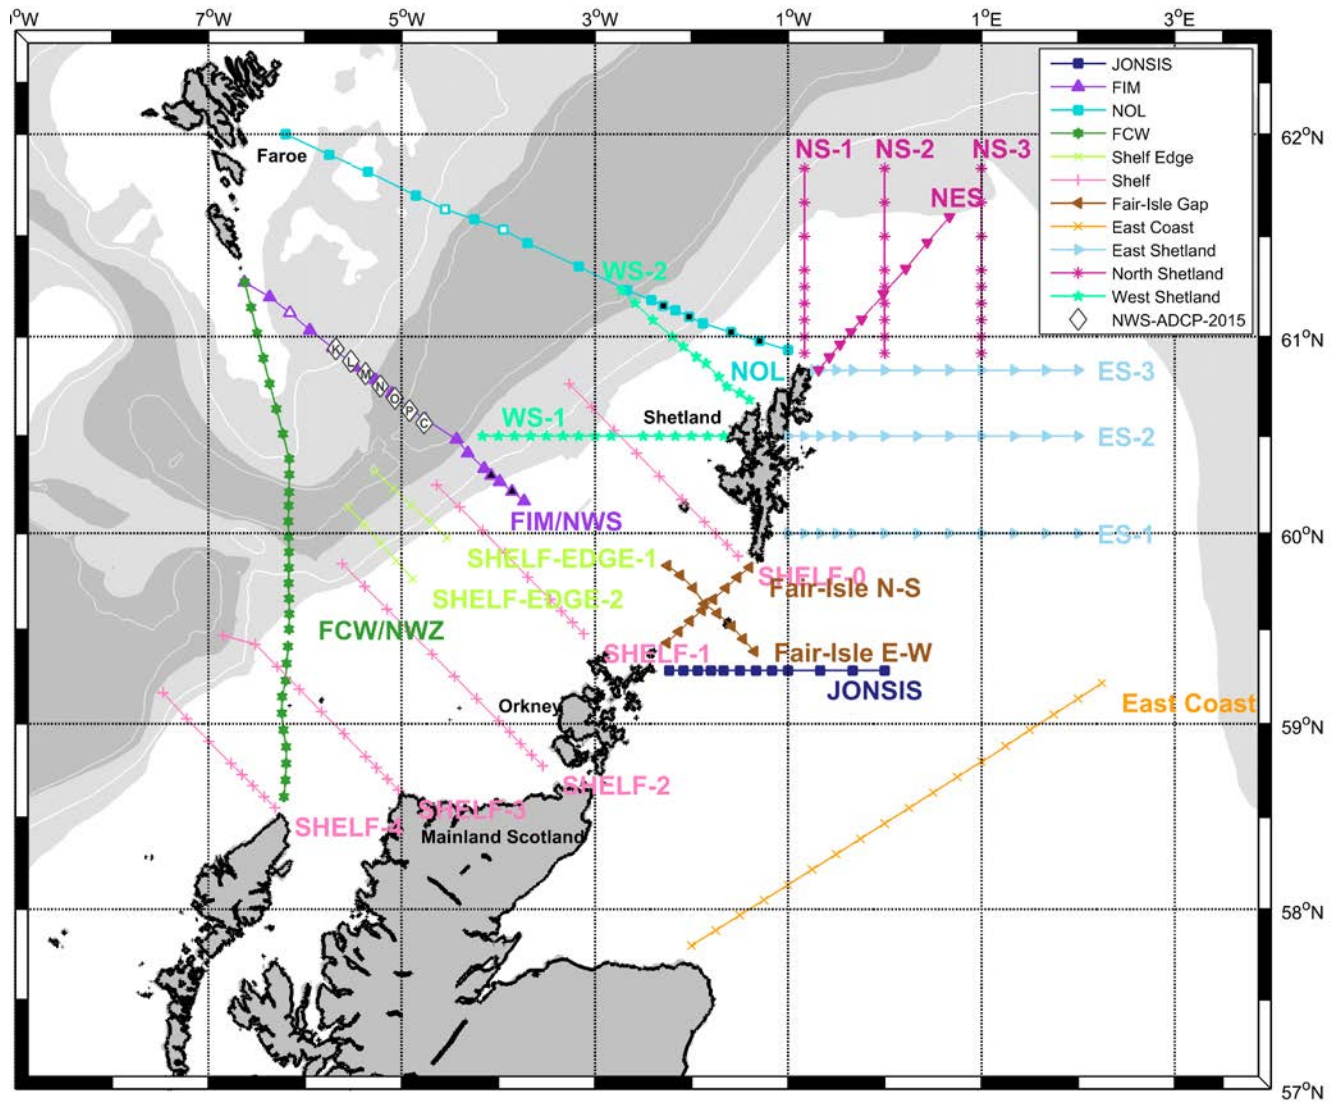 °W 7°W 5°W 3°W 1°W 1°E 3°E
JONSIS
FIM
NOL
FCW
Shelf Edge
Shelf
Fair-Isle Gap
East Coast
East Shetland
North Shetland
West Shetland
NWS-ADCP-2015
62°N
61°N
60°N
59°N
58°N
57°N
NS-1 NS-2 NS-3
Faroe
NES
WS-2
NOL
ES-3
WS-1
Shetland
ES-2
FIM/NWS
ES-1
SHELF-EDGE-1
SHELF-0
Fair-Isle N-S
SHELF-EDGE-2
FCW/NWZ
SHELF-1
Fair-Isle E-W
JONSIS
Orkney
East Coast
SHELF-2
SHELF-3
SHELF-4
Mainland Scotland